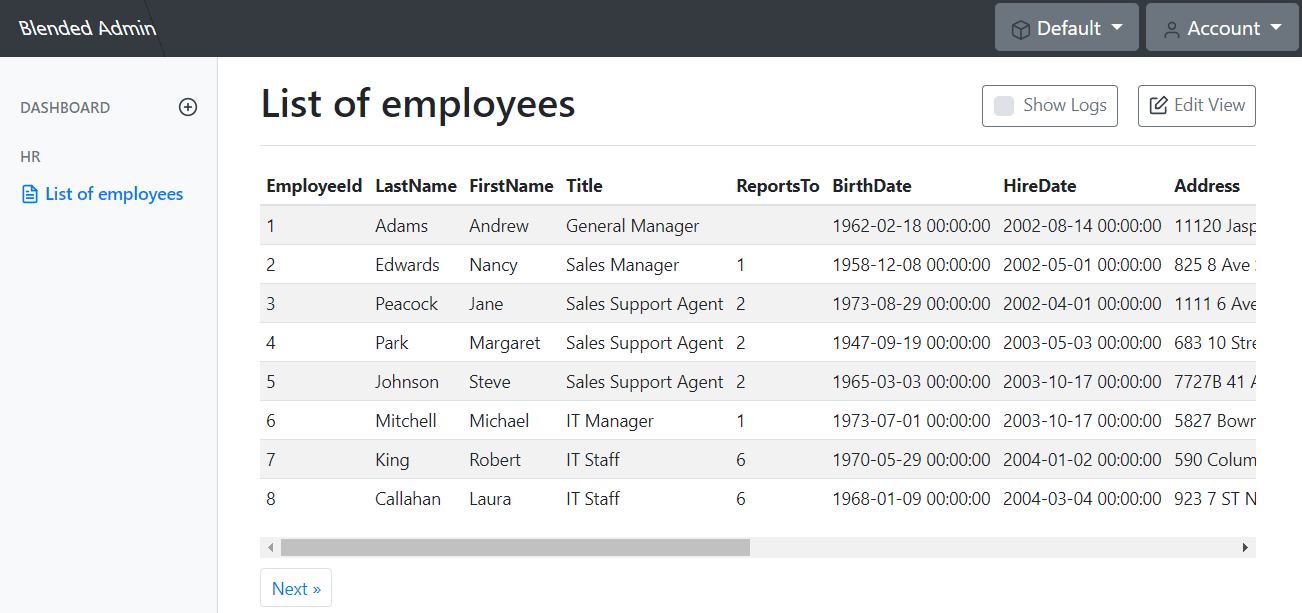 Blended Admin
Default
Account
DASHBOARD
HR
List of employees
List of employees
Show Logs
Edit View
EmployeeId LastName FirstName Title ReportsTo BirthDate HireDate Address
1 Adams Andrew General Manager 1962-02-18 00:00:00 2002-08-14 00:00:00 11120 Jasp
2 Edwards Nancy Sales Manager 1 1958-12-08 00:00:00 2002-05-01 00:00:00 825 8 Ave
3 Peacock Jane Sales Support Agent 2 1973-08-29 00:00:00 2002-04-01 00:00:00 1111 6 Ave
4 Park Margaret Sales Support Agent 2 1947-09-19 00:00:00 2003-05-03 00:00:00 683 10 Stre
5 Johnson Steve Sales Support Agent 2 1965-03-03 00:00:00 2003-10-17 00:00:00 7727B 41
6 Mitchell Michael IT Manager 1 1973-07-01 00:00:00 2003-10-17 00:00:00 5827 Bowr
7 King Robert IT Staff 6 1970-05-29 00:00:00 2004-01-02 00:00:00 590 Colum
8 Callahan Laura IT Staff 6 1968-01-09 00:00:00 2004-03-04 00:00:00 923 7 ST N
Next »